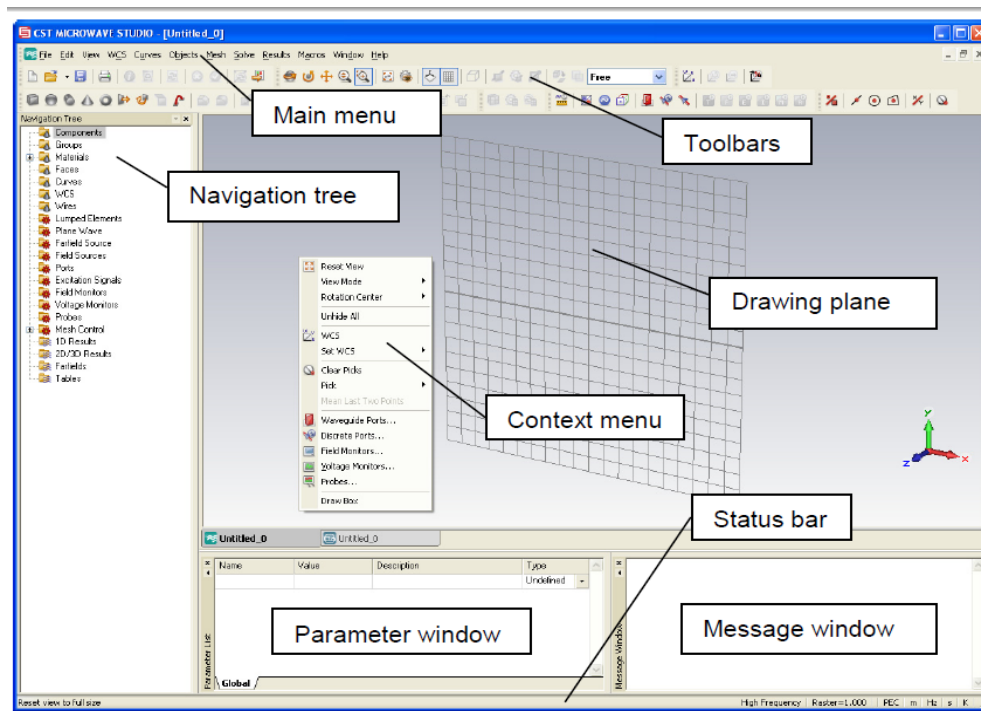 CST MICROWAVE STUDIO - [Untitled_0]
File Edit View WCS Curves Objects Mesh Solve Results Macros Window Help
Free
Main menu
Toolbars
Navigation Tree
Components
Groups
Materials
Faces
Curves
WCS
Wires
Lumped Elements
Plane Wave
Farfield Source
Field Sources
Ports
Excitation Signals
Field Monitors
Voltage Monitors
Probes
Mesh Control
1D Results
2D/3D Results
Farfields
Tables
Navigation tree
Reset View
View Mode
Rotation Center
Unhide All
WCS
Set WCS
Clear Picks
Pick
Mean Last Two Points
Waveguide Ports...
Discrete Ports...
Field Monitors...
Voltage Monitors...
Probes...
Draw Box
Drawing plane
Context menu
y
z
x
Status bar
Untitled_0
Untitled_0
Name Value Description Type
Undefined
Parameter List
Parameter window
Global
Message Window
Message window
Reset view to full size
High Frequency Raster=1.000 PEC m Hz s K